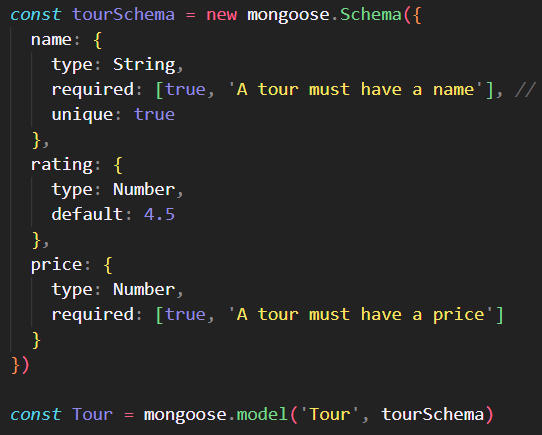 const tourSchema = new mongoose.Schema({
  name: {
    type: String,
    required: [true, 'A tour must have a name'], //
    unique: true
  },
  rating: {
    type: Number,
    default: 4.5
  },
  price: {
    type: Number,
    required: [true, 'A tour must have a price']
  }
})

const Tour = mongoose.model('Tour', tourSchema)